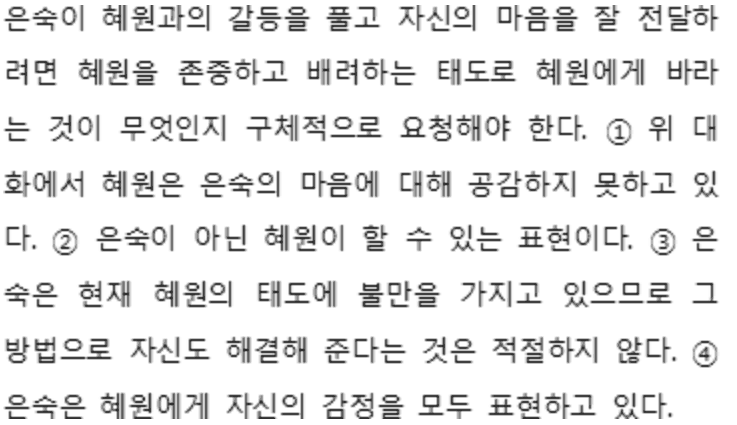 은숙이 혜원과의 갈등을 풀고 자신의 마음을 잘 전달하
려면 혜원을 존중하고 배려하는 태도로 혜원에게 바라
는 것이 무엇인지 구체적으로 요청해야 한다. ① 위 대
화에서 혜원은 은숙의 마음에 대해 공감하지 못하고 있
다. ② 은숙이 아닌 혜원이 할 수 있는 표현이다. ③ 은
숙은 현재 혜원의 태도에 불만을 가지고 있으므로 그
방법으로 자신도 해결해 준다는 것은 적절하지 않다. ④
은숙은 혜원에게 자신의 감정을 모두 표현하고 있다.